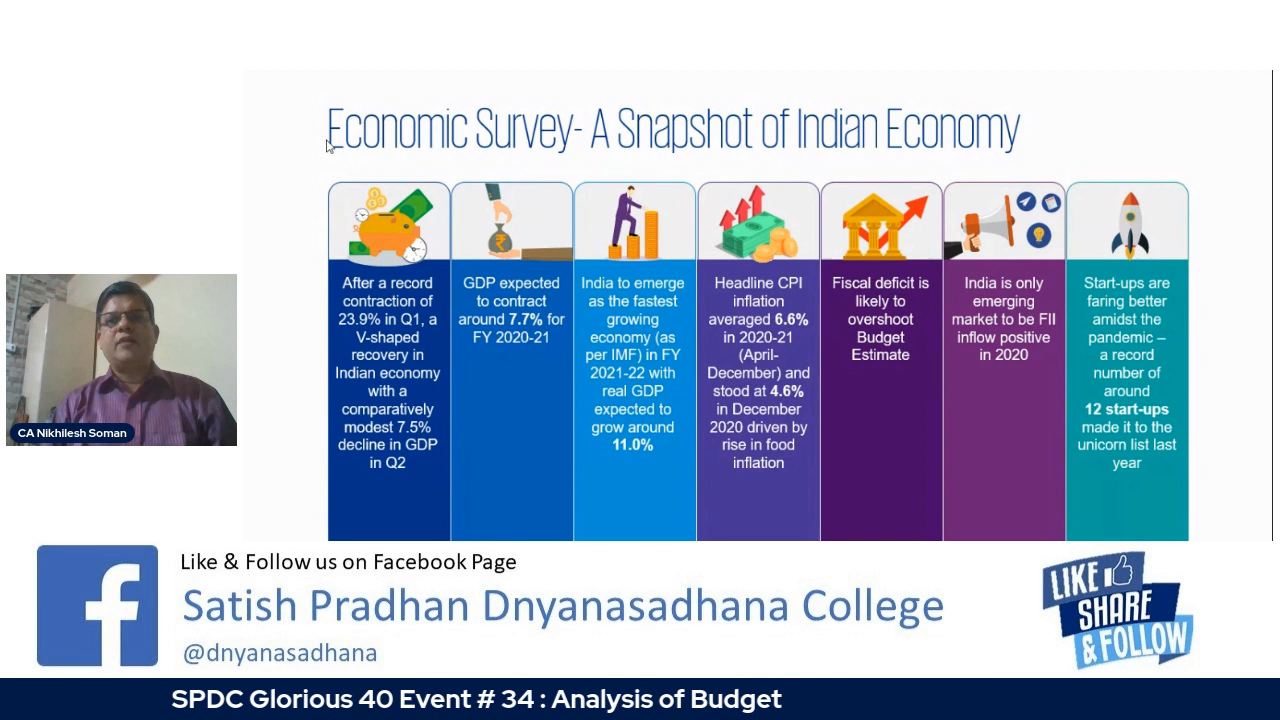 Economic Survey- A Snapshot of Indian Economy
After a record
contraction of
23.9% in Q1, a
V-shaped
recovery in
Indian economy
with a
comparatively
modest 7.5%
decline in GDP
in Q2
GDP expected
to contract
around 7.7% for
FY 2020-21
India to emerge
as the fastest
growing
economy (as
per IMF) in FY
2021-22 with
real GDP
expected to
grow around
11.0%
Headline CPI
inflation
averaged 6.6%
in 2020-21
(April-
December) and
stood at 4.6%
in December
2020 driven by
rise in food
inflation
Fiscal deficit is
likely to
overshoot
Budget
Estimate
India is only
emerging
market to be FII
inflow positive
in 2020
Start-ups are
faring better
amidst the
pandemic –
a record
number of
around
12 start-ups
made it to the
unicorn list last
year
CA Nikhilesh Soman
Like & Follow us on Facebook Page
Satish Pradhan Dnyanasadhana College
@dnyanasadhana
LIKE
SHARE
& FOLLOW
SPDC Glorious 40 Event # 34 : Analysis of Budget